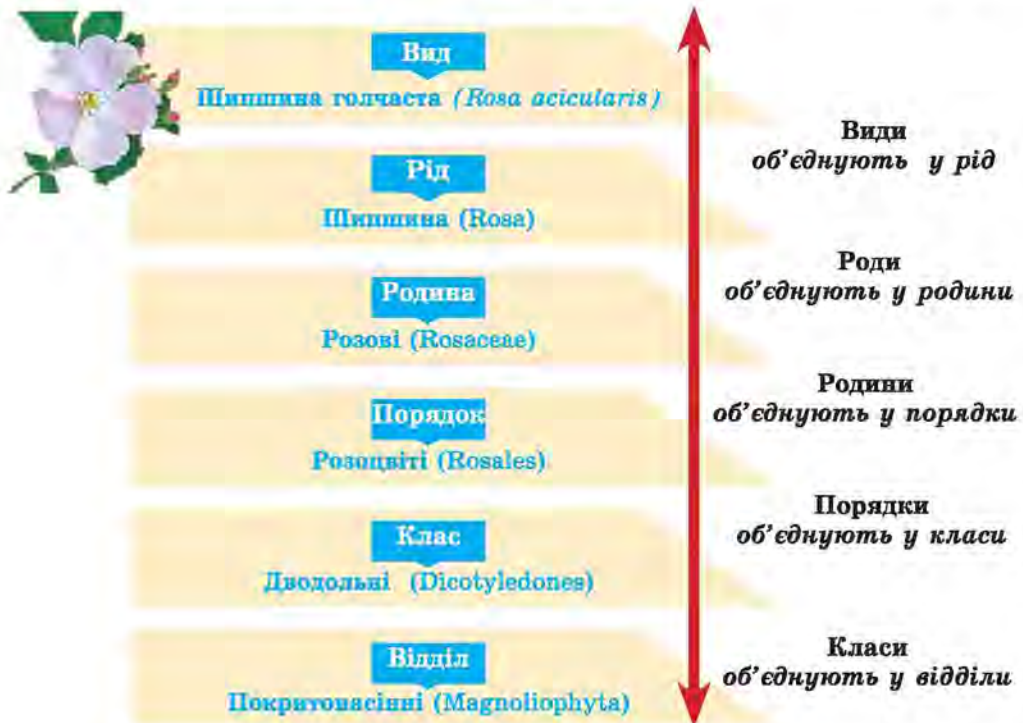 Вид
Шипшина голчаста (Rosa acicularis)
Види
об’єднують у рід
Рід
Шипшина (Rosa)
Роди
об’єднують у родини
Родина
Розові (Rosaceae)
Родини
об’єднують у порядки
Порядок
Розоцвіті (Rosales)
Порядки
об’єднують у класи
Клас
Дводольні (Dicotyledones)
Класи
об’єднують у відділи
Відділ
Покритонасінні (Magnoliophyta)